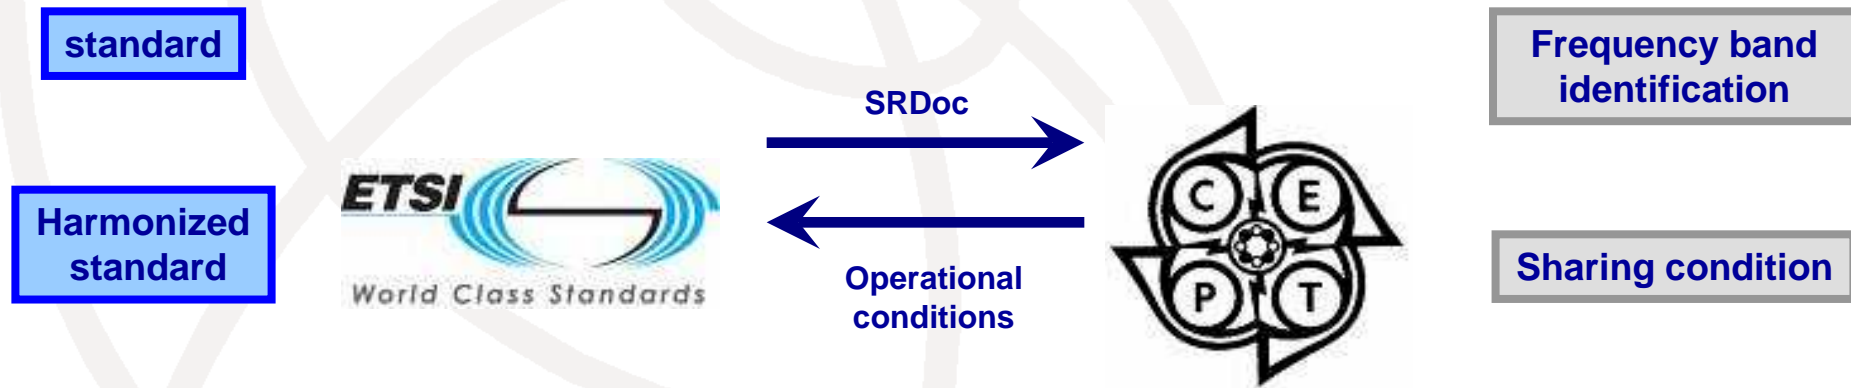 standard
Harmonized
standard
ETSI
World Class Standards
SRDoc
Operational
conditions
C E
P T
Frequency band
identification
Sharing condition